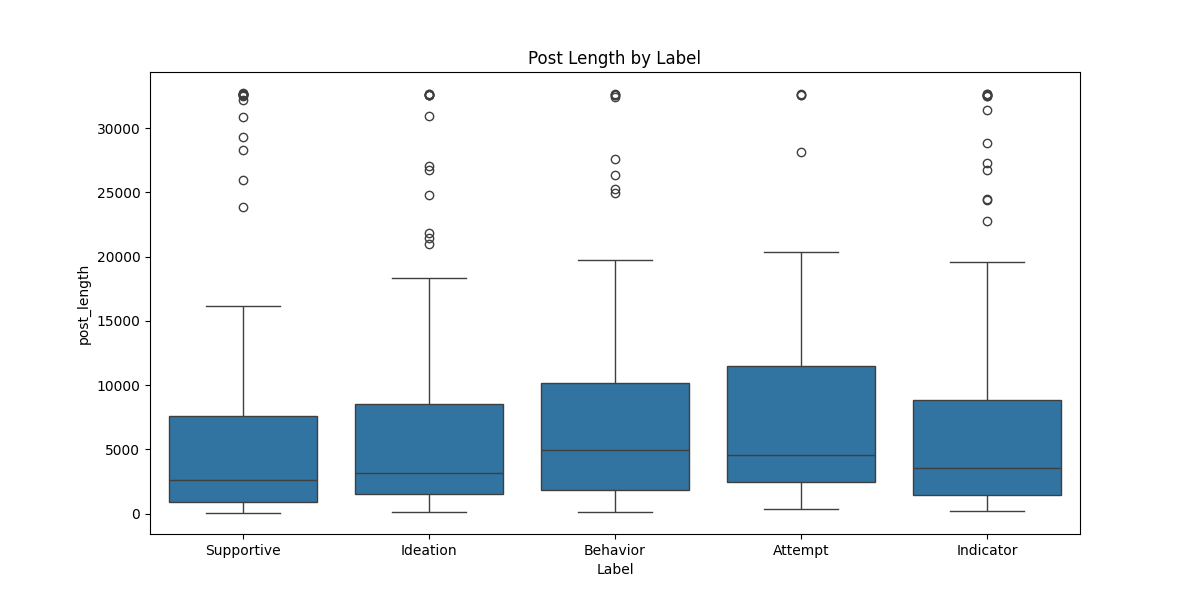 Post Length by Label
post_length
30000
25000
20000
15000
10000
5000
0
Supportive Ideation Behavior Attempt Indicator
Label